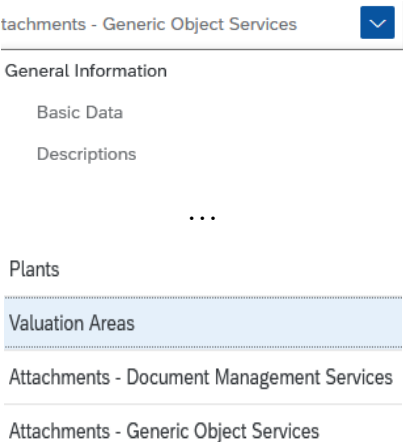 tachments - Generic Object Services
General Information
Basic Data
Descriptions
...
Plants
Valuation Areas
Attachments - Document Management Services
Attachments - Generic Object Services